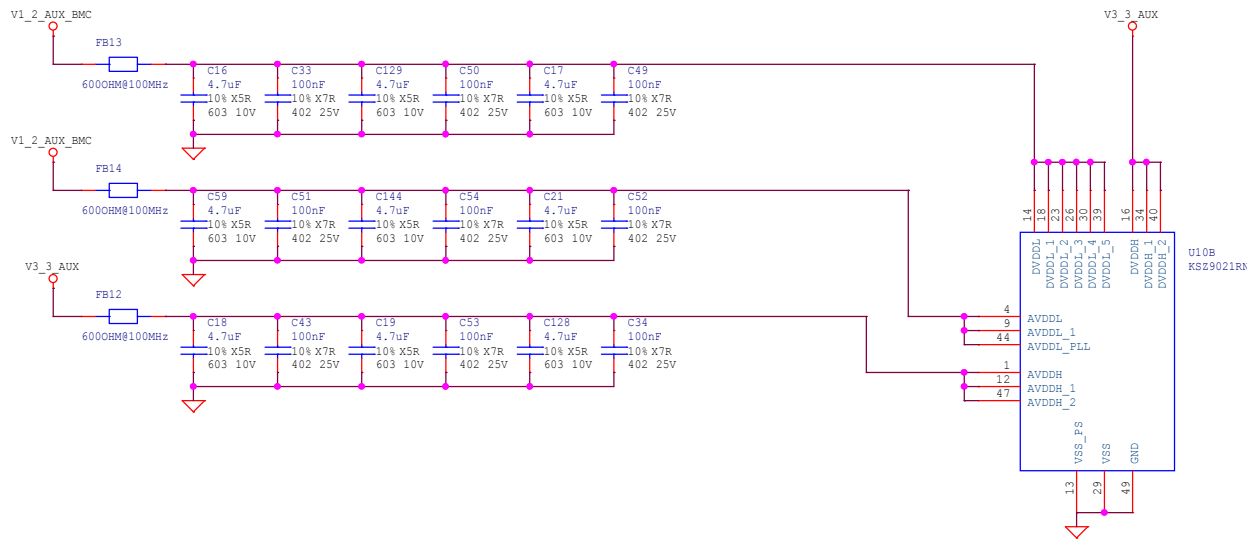 V1_2_AUX_BMC
FB13
600OHM@100MHz
C16
4.7uF
10% X5R
603 10V
C33
100nF
10% X7R
402 25V
C129
4.7uF
10% X5R
603 10V
C50
100nF
10% X7R
402 25V
C17
4.7uF
10% X5R
603 10V
C49
100nF
10% X7R
402 25V
V1_2_AUX_BMC
FB14
600OHM@100MHz
C59
4.7uF
10% X5R
603 10V
C51
100nF
10% X7R
402 25V
C144
4.7uF
10% X5R
603 10V
C54
100nF
10% X7R
402 25V
C21
4.7uF
10% X5R
603 10V
C52
100nF
10% X7R
402 25V
V3_3_AUX
FB12
600OHM@100MHz
C18
4.7uF
10% X5R
603 10V
C43
100nF
10% X7R
402 25V
C19
4.7uF
10% X5R
603 10V
C53
100nF
10% X7R
402 25V
C128
4.7uF
10% X5R
603 10V
C34
100nF
10% X7R
402 25V
V3_3_AUX
14
18
23
26
30
39
16
34
40
DVDDL
DVDDL_1
DVDDL_2
DVDDL_3
DVDDL_4
DVDDL_5
DVDDH
DVDDH_1
DVDDH_2
U10B
KSZ9021RN
4
AVDDL
9
AVDDL_1
44
AVDDL_PLL
1
AVDDH
12
AVDDH_1
47
AVDDH_2
VSS_PS
VSS
GND
13
29
49